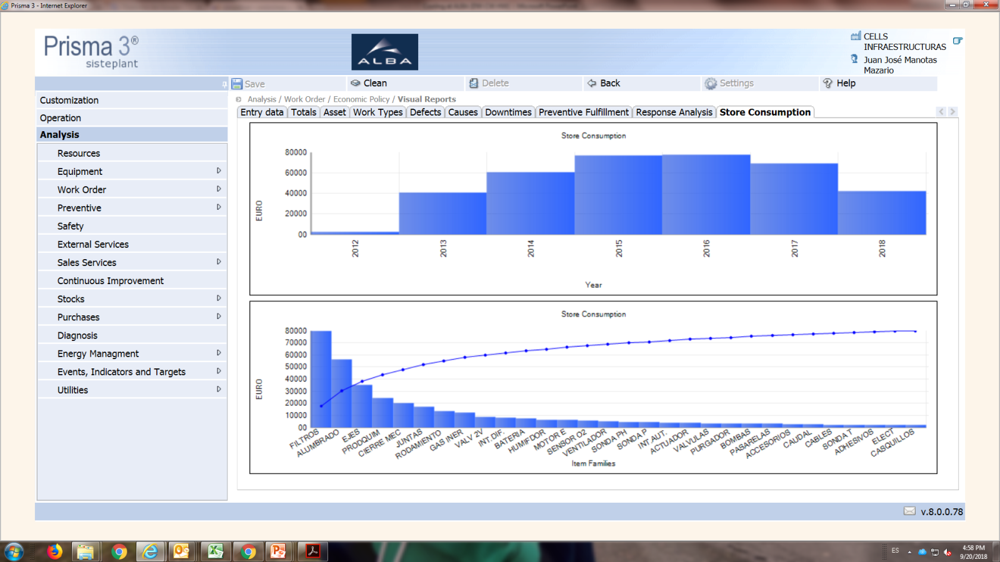 Prisma 3 - Internet Explorer
Prisma 3®
sisteplant
ALBA
CELLS
INFRAESTRUCTURAS
Juan José Manotas
Mazario
Save
Clean
Delete
Back
Settings
Help
Customization
Operation
Analysis
Resources
Equipment
Work Order
Preventive
Safety
External Services
Sales Services
Continuous Improvement
Stocks
Purchases
Diagnosis
Energy Managment
Events, Indicators and Targets
Utilities
Analysis / Work Order / Economic Policy / Visual Reports
Entry data
Totals
Asset
Work Types
Defects
Causes
Downtimes
Preventive Fulfillment
Response Analysis
Store Consumption
Store Consumption
80000
60000
40000
20000
00
EURO
2012
2013
2014
2015
2016
2017
2018
Year
Store Consumption
80000
70000
60000
50000
40000
30000
20000
10000
00
EURO
FILTROS
ALUMBRADO
EJES
PRODQUIM
CIERRE MEC
JUNTAS
RODAMIENTO
GAS INER
VALV 2V
INT.DIF.
BATERIA
HUMIFDOR
MOTOR E
SENSOR O2
VENTILADOR
SONDA PH
SONDA P
INT.AUT.
ACTUADOR
VALVULAS
PURGADOR
BOMBAS
PASARELAS
ACCESORIOS
CAUDAL
CABLES
SONDA T
ADHESIVOS
ELECT
CASQUILLOS
Item Families
v.8.0.0.78
ES
4:58 PM
9/20/2018